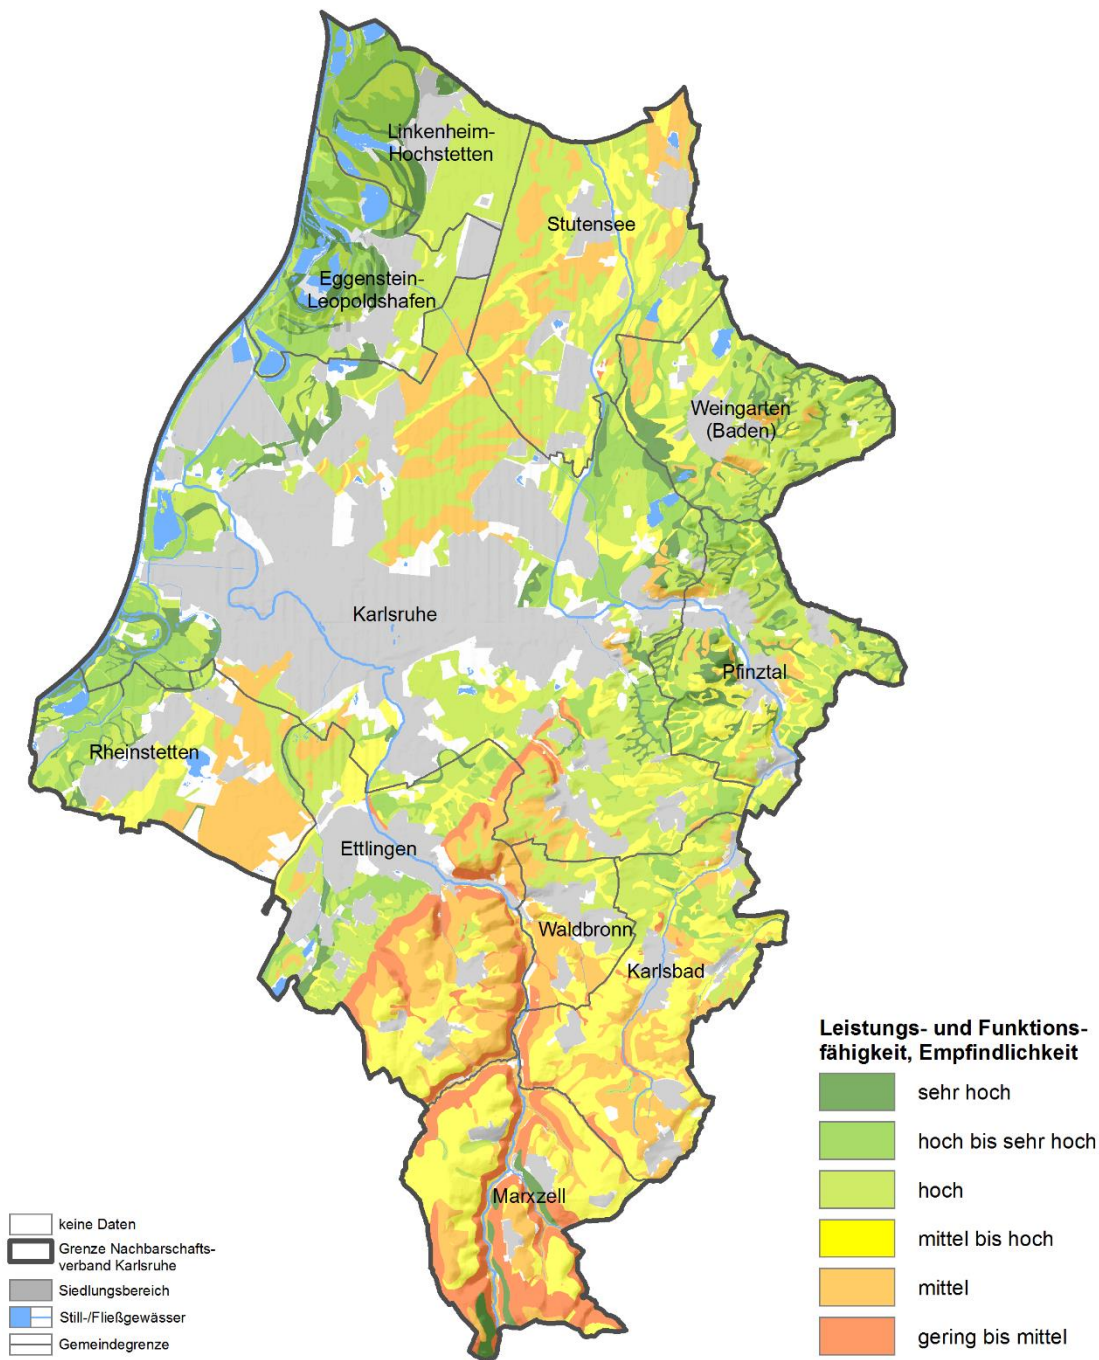 Linkenheim-
Hochstetten
Stutensee
Eggenstein-
Leopoldshafen
Weingarten
(Baden)
Karlsruhe
Pfinztal
Rheinstetten
Ettlingen
Waldbronn
Karlsbad
Marxzell
Leistungs- und Funktions-
fähigkeit, Empfindlichkeit
sehr hoch
hoch bis sehr hoch
hoch
mittel bis hoch
mittel
gering bis mittel
keine Daten
Grenze Nachbarschafts-
verband Karlsruhe
Siedlungsbereich
Still-/Fließgewässer
Gemeindegrenze